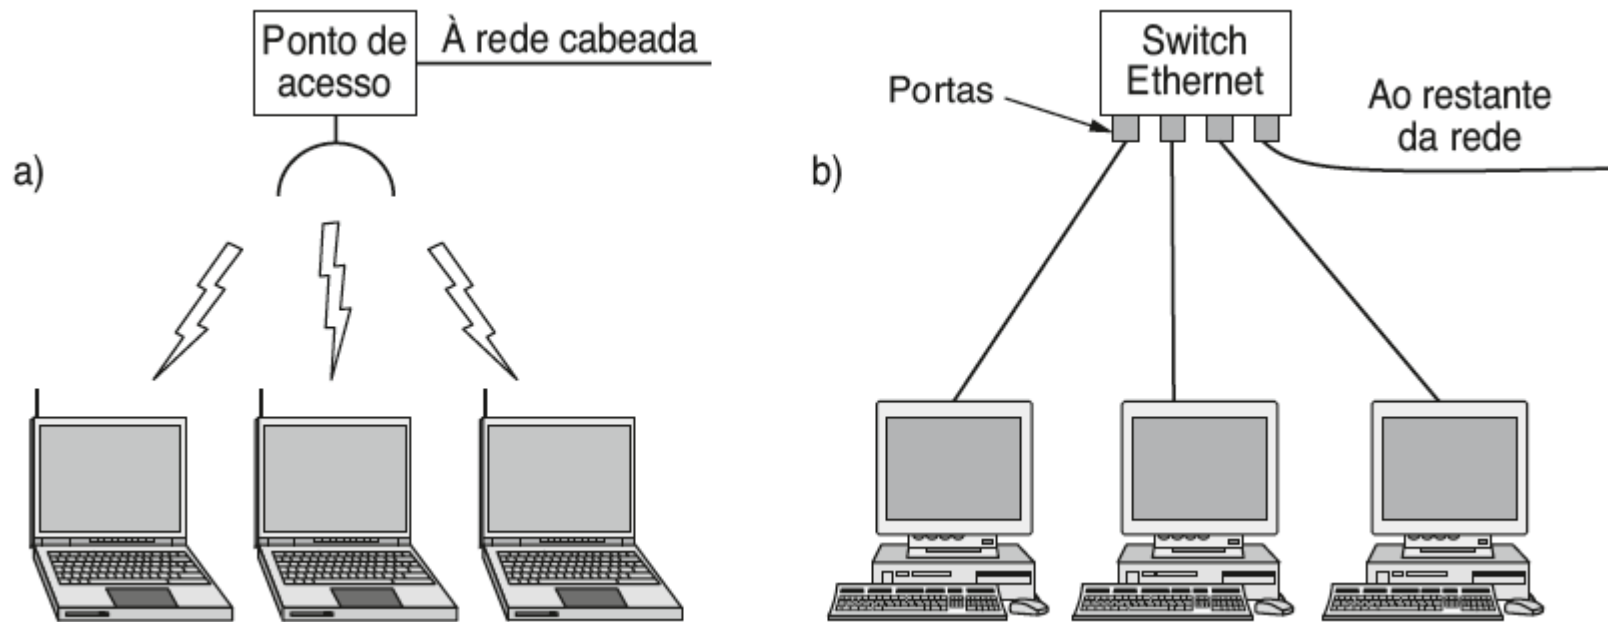 a)
Ponto de
acesso
À rede cabeada
b)
Switch
Ethernet
Portas
Ao restante
da rede